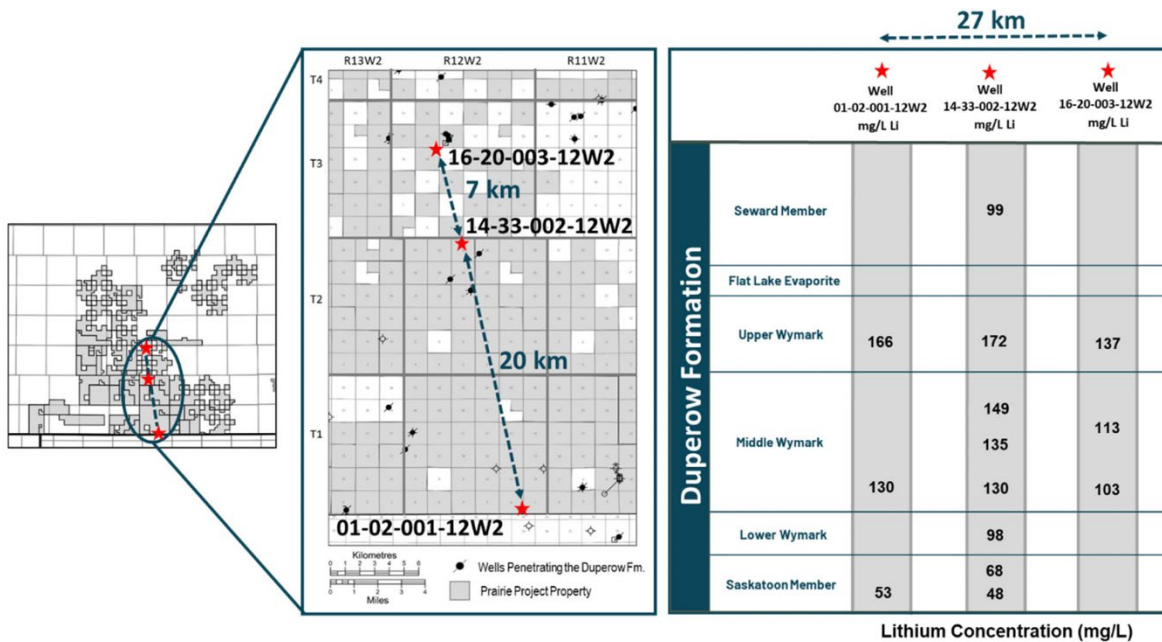 R13W2
R12W2
R11W2
T4
T3
T2
T1
16-20-003-12W2
7 km
14-33-002-12W2
20 km
01-02-001-12W2
Kilometres
0 1 2 3 4 5 6
Miles
Wells Penetrating the Duperow Fm.
Prairie Project Property
27 km
Well
01-02-001-12W2
mg/L Li
Well
14-33-002-12W2
mg/L Li
Well
16-20-003-12W2
mg/L Li
Duperow Formation
Seward Member
99
Flat Lake Evaporite
Upper Wymark
166
172
137
Middle Wymark
149
135
113
130
130
103
Lower Wymark
98
Saskatoon Member
68
53
48
Lithium Concentration (mg/L)